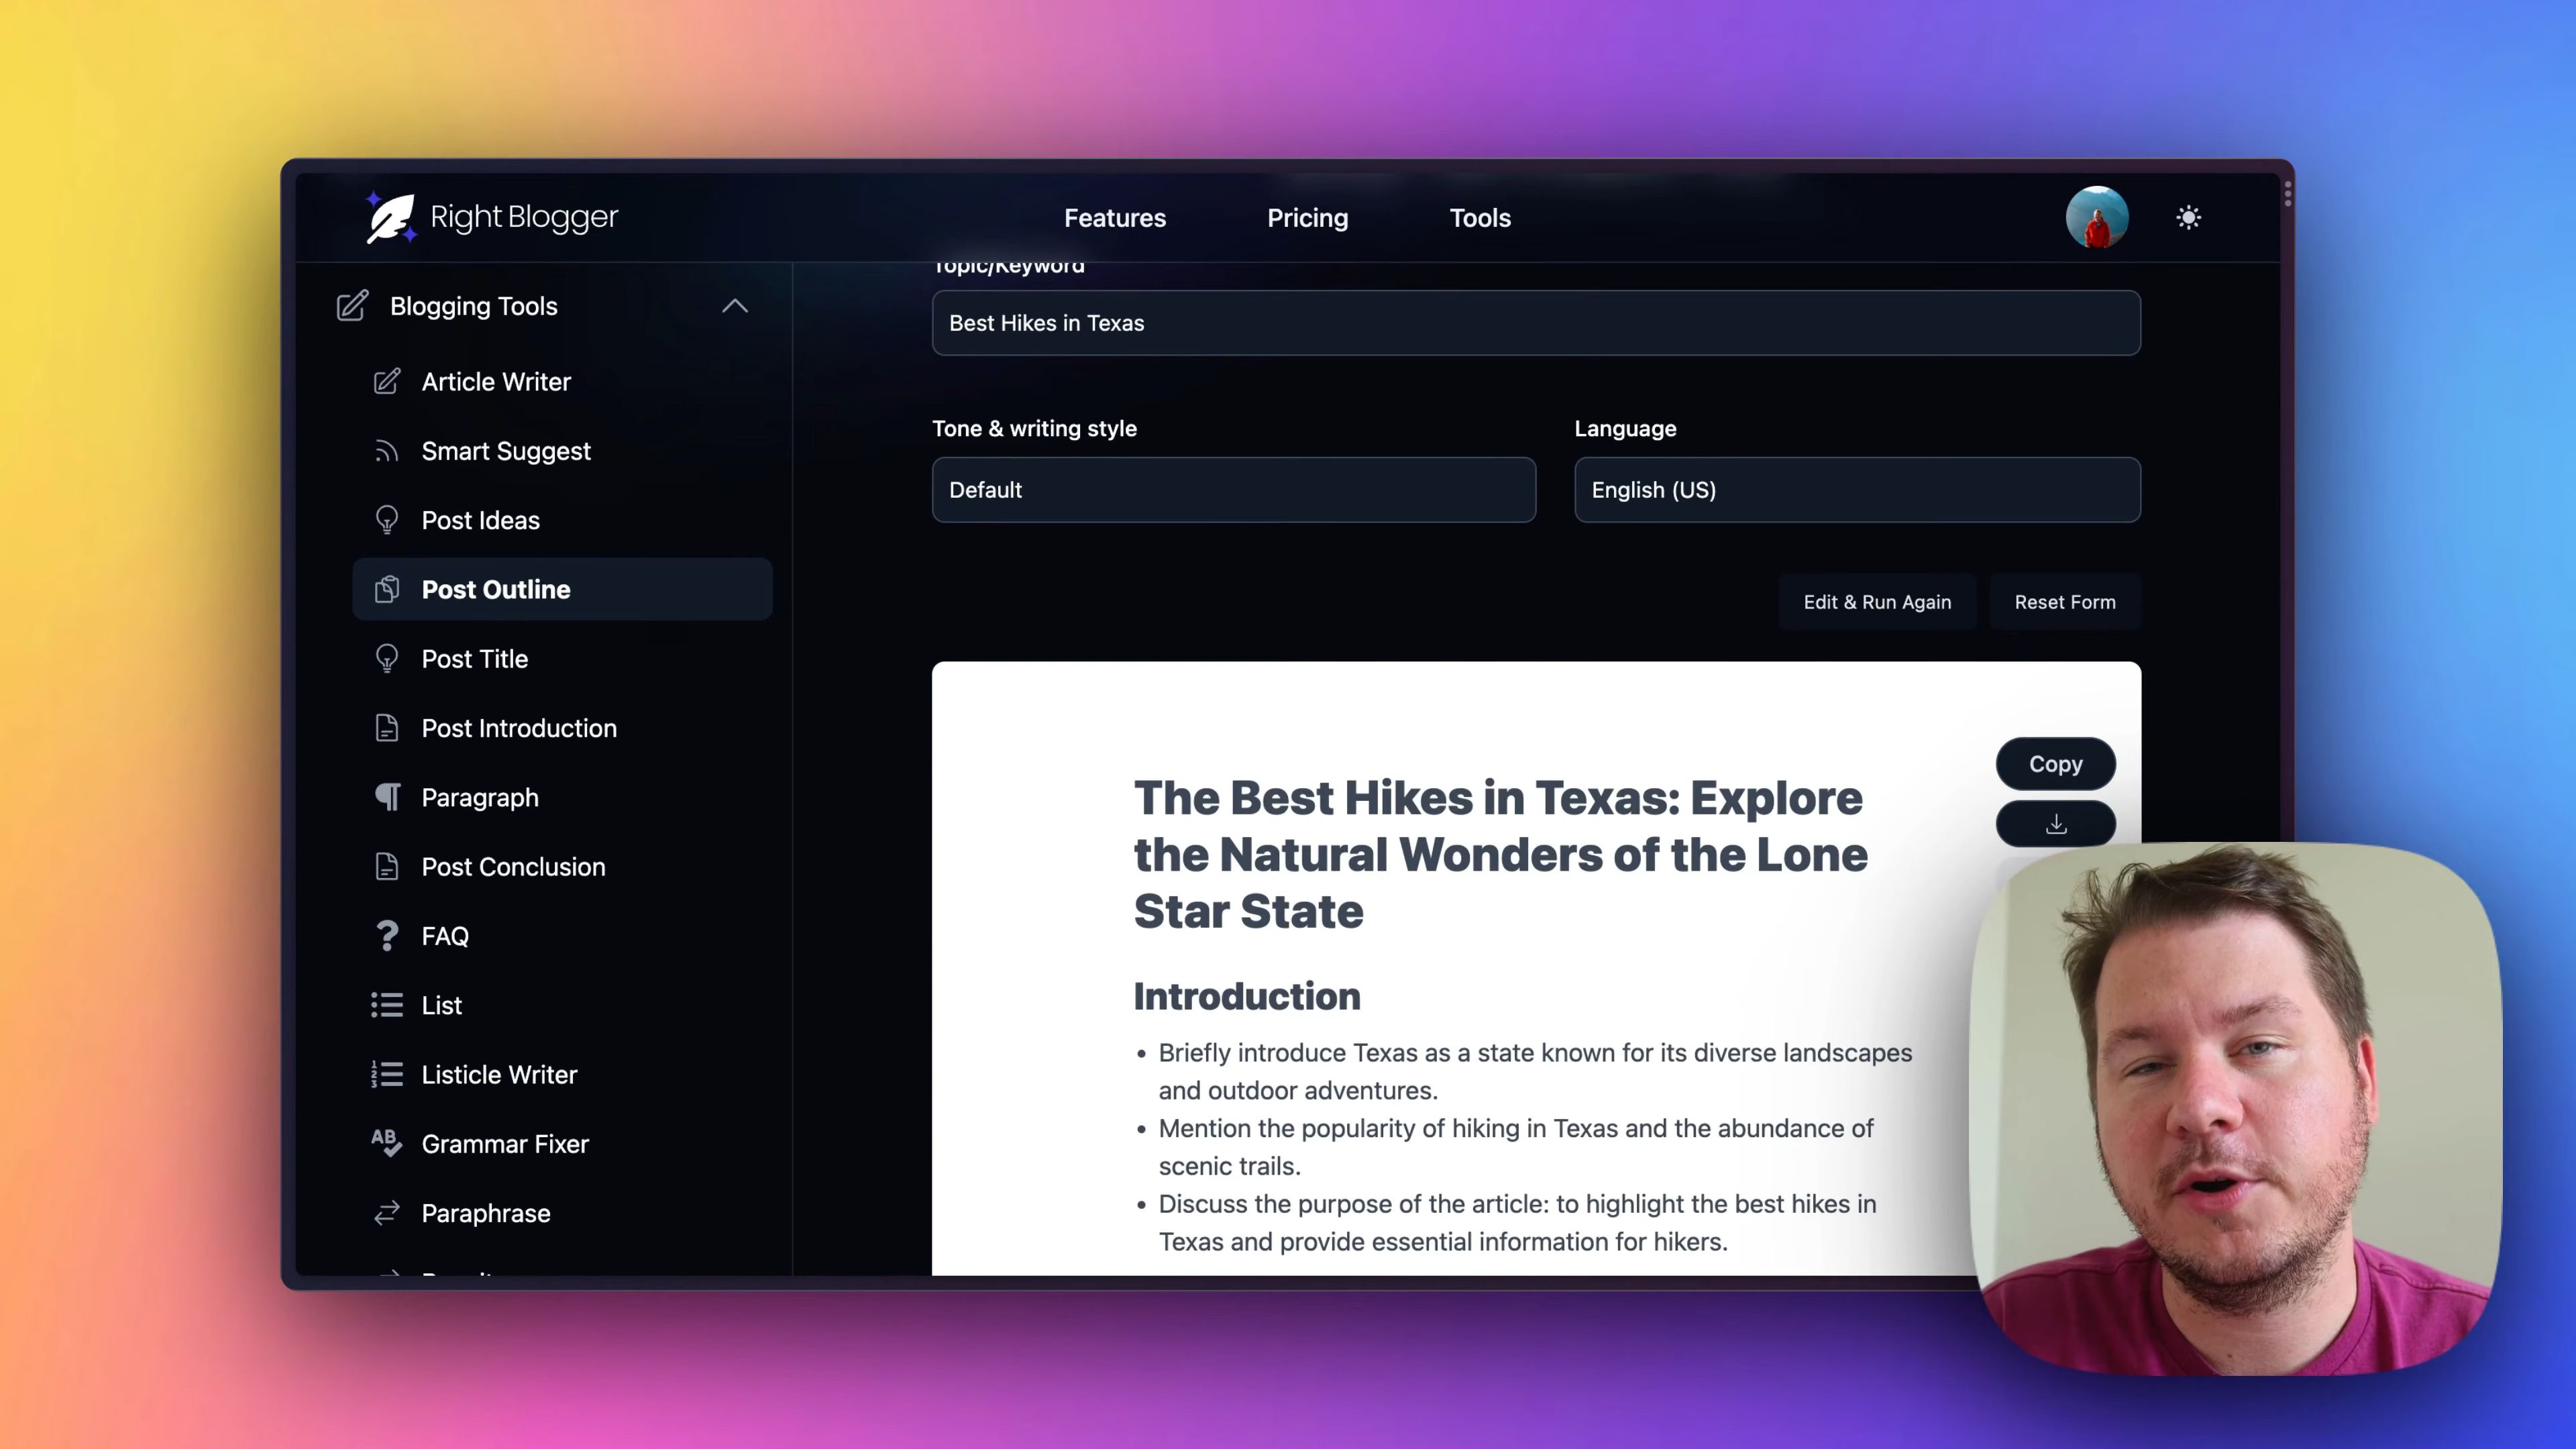 Right Blogger
Features
Pricing
Tools
Blogging Tools
Article Writer
Smart Suggest
Post Ideas
Post Outline
Post Title
Post Introduction
Paragraph
Post Conclusion
FAQ
List
Listicle Writer
Grammar Fixer
Paraphrase
Topic/Keyword
Best Hikes in Texas
Tone & writing style
Language
Default
English (US)
Edit & Run Again
Reset Form
Copy
The Best Hikes in Texas: Explore
the Natural Wonders of the Lone
Star State
Introduction
• Briefly introduce Texas as a state known for its diverse landscapes
and outdoor adventures.
• Mention the popularity of hiking in Texas and the abundance of
scenic trails.
• Discuss the purpose of the article: to highlight the best hikes in
Texas and provide essential information for hikers.